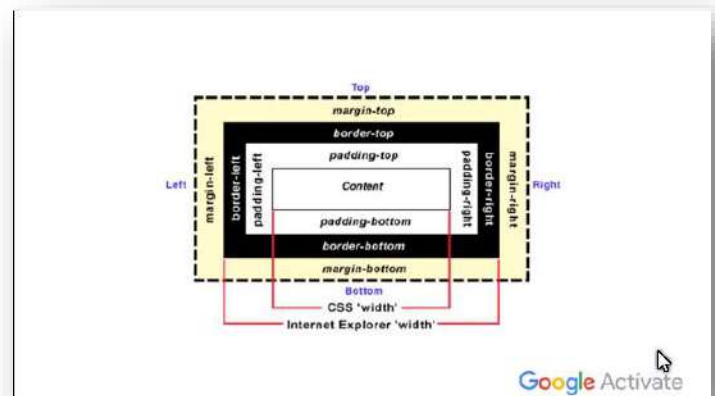 Top
margin-top
border-top
padding-top
Left
margin-left
border-left
padding-left
Content
padding-right
border-right
margin-right
Right
padding-bottom
border-bottom
margin-bottom
Bottom
CSS 'width'
Internet Explorer 'width'
Google Activate